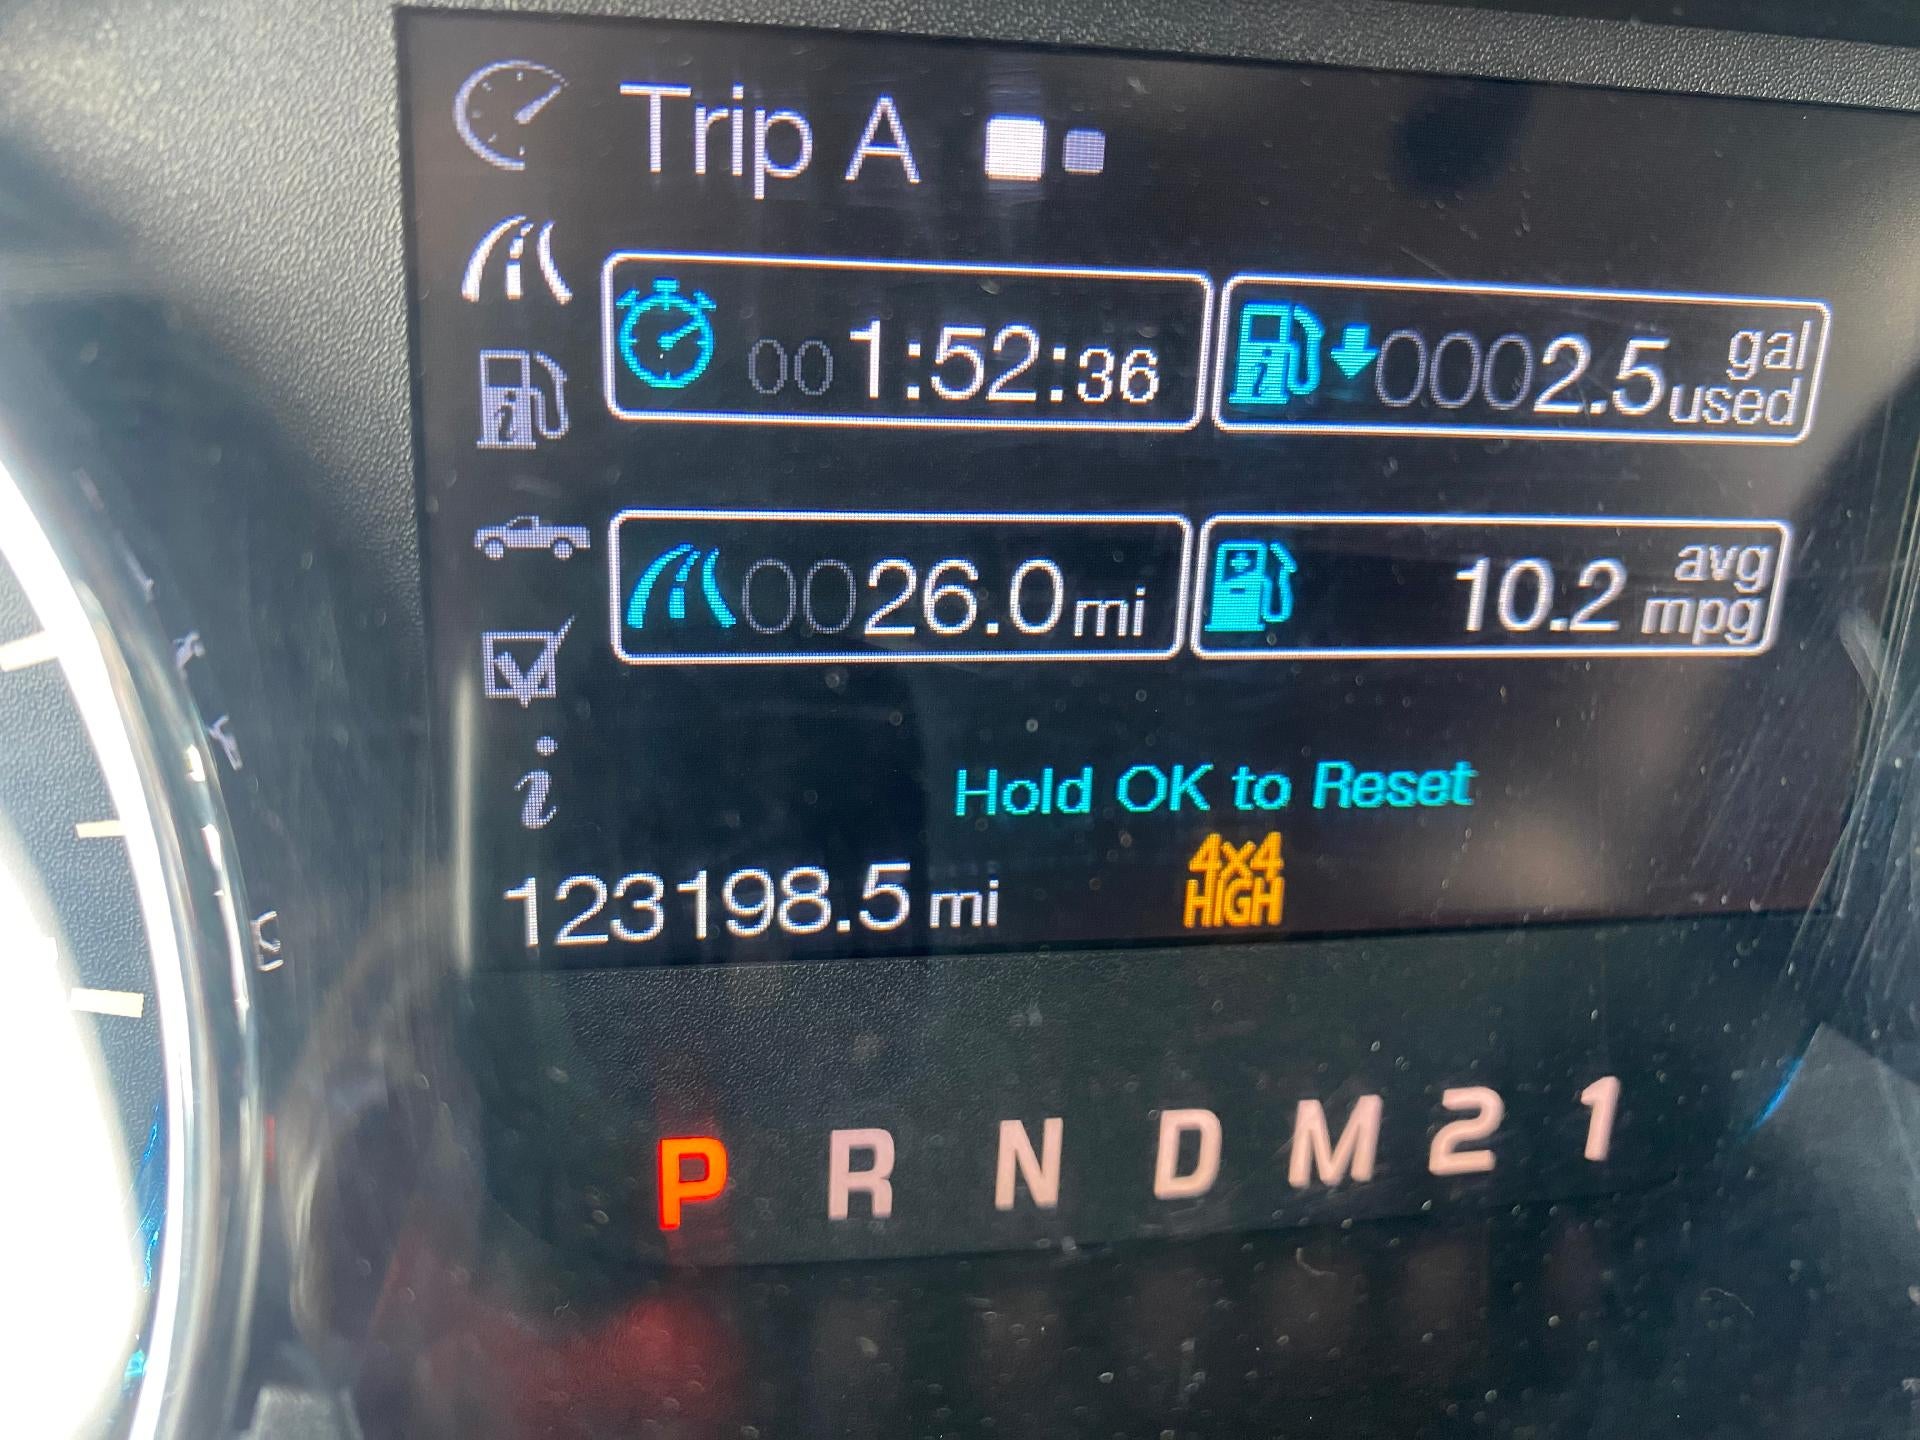 Trip A
001:52:36
0002.5 gal used
0026.0 mi
10.2 avg mpg
Hold OK to Reset
123198.5 mi
4x4
HIGH
P R N D M 2 1